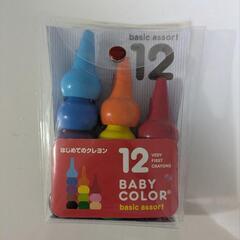 basic assort
12
はじめてのクレヨン
12 VERY
FIRST
CRAYONS
BABY
COLOR®
basic assort